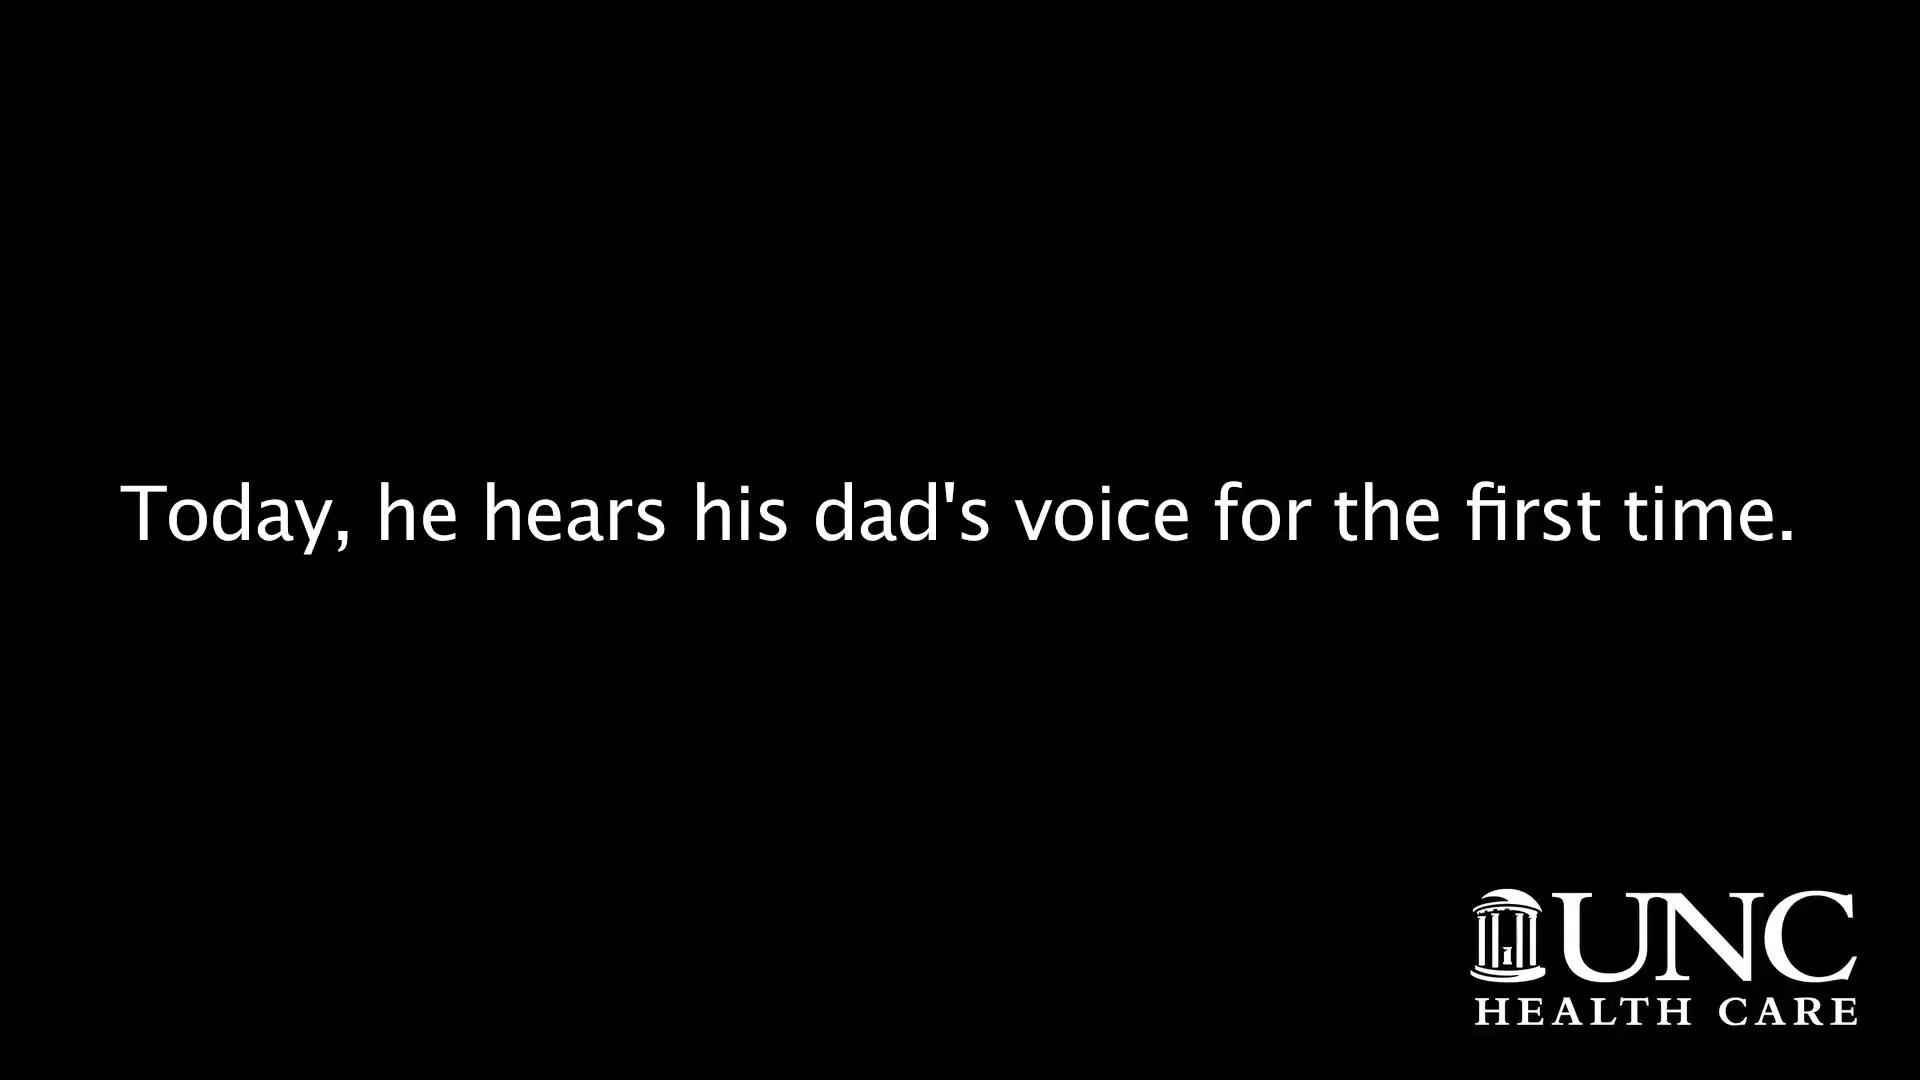 Today, he hears his dad's voice for the first time.
UNC
HEALTH CARE